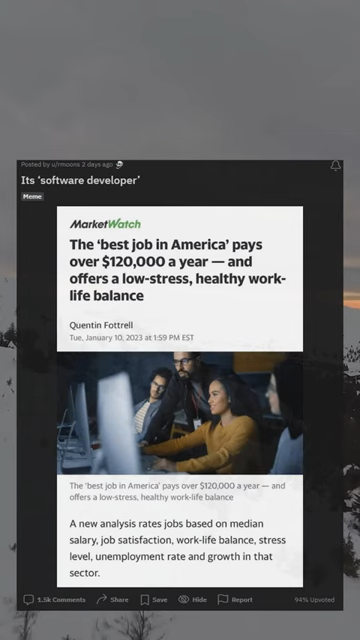 Posted by u/rmoons 2 days ago
Its ‘software developer’
Meme
MarketWatch
The ‘best job in America’ pays
over $120,000 a year — and
offers a low-stress, healthy work-
life balance
Quentin Fottrell
Tue, January 10, 2023 at 1:59 PM EST
The ‘best job in America’ pays over $120,000 a year — and
offers a low-stress, healthy work-life balance
A new analysis rates jobs based on median
salary, job satisfaction, work-life balance, stress
level, unemployment rate and growth in that
sector.
1.5k Comments Share Save Hide Report 94% Upvoted